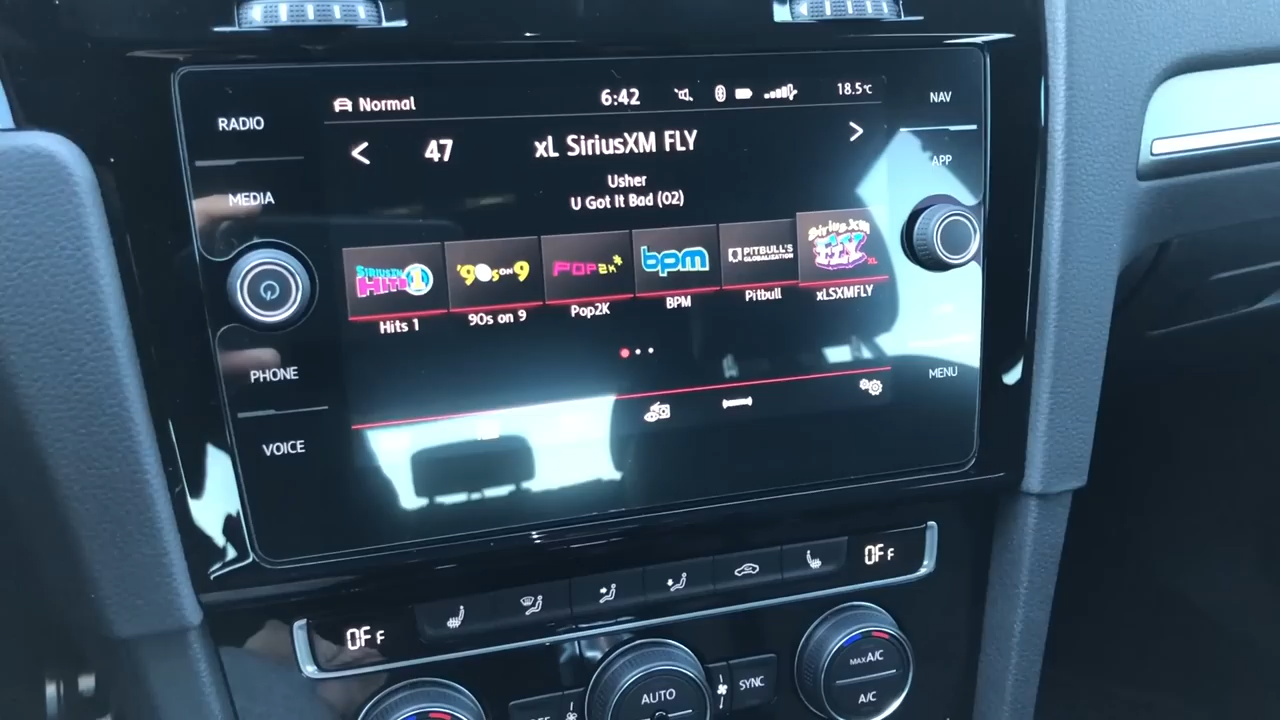 Normal
6:42
18.5°C
RADIO
MEDIA
PHONE
VOICE
NAV
APP
MENU
47
xL SiriusXM FLY
Usher
U Got It Bad (02)
SIRIUSXM HITS 1
'90s ON 9
POP2K
bpm
PITBULL'S
GLOBALIZATION
SiriusXM
FLY
XL
Hits 1
90s on 9
Pop2K
BPM
Pitbull
xLSXMFLY
OFF
OFF
AUTO
SYNC
MAX A/C
A/C